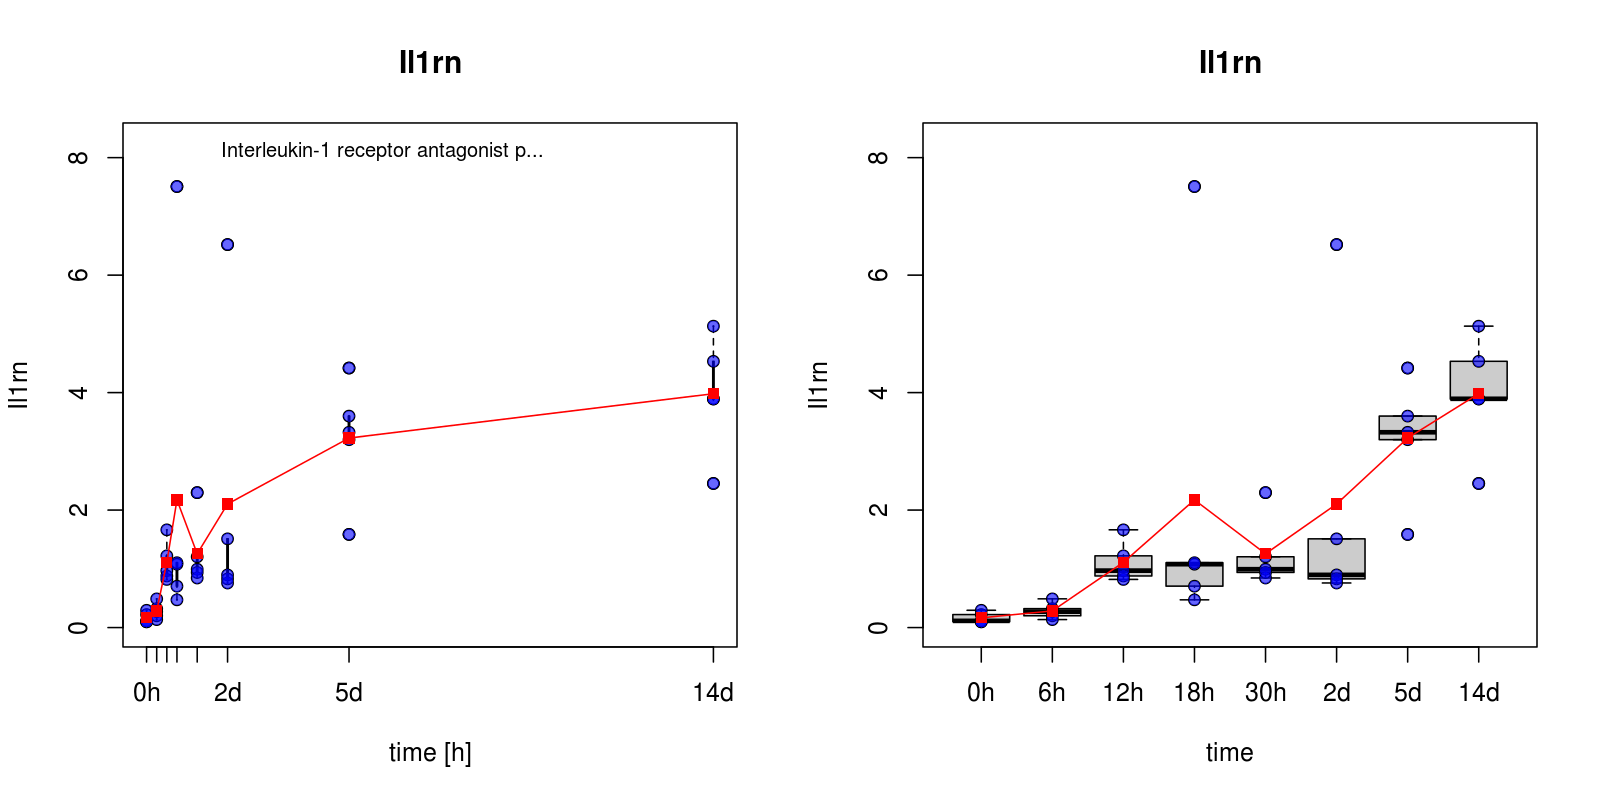 Il1rn
Interleukin-1 receptor antagonist p...
Il1rn
8
6
4
2
0
0h 2d 5d 14d
time [h]
Il1rn
Il1rn
8
6
4
2
0
0h 6h 12h 18h 30h 2d 5d 14d
time